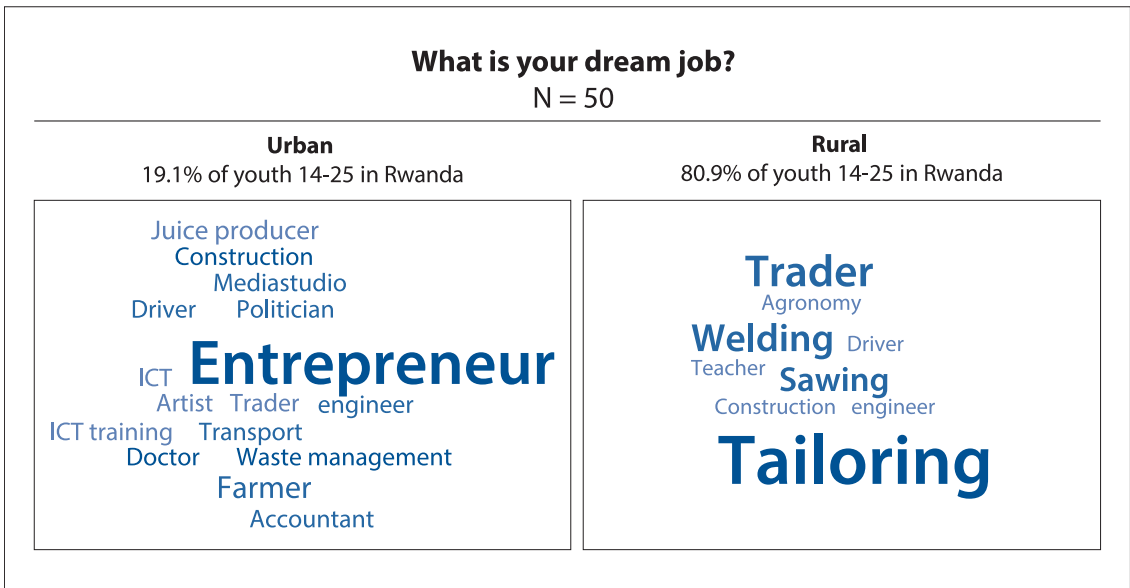 What is your dream job?
N = 50
Urban
19.1% of youth 14-25 in Rwanda
Juice producer
Construction
Mediastudio
Driver Politician
Entrepreneur
ICT
Artist Trader engineer
ICT training Transport
Doctor Waste management
Farmer
Accountant
Rural
80.9% of youth 14-25 in Rwanda
Trader
Agronomy
Welding Driver
Teacher
Sawing
Construction engineer
Tailoring